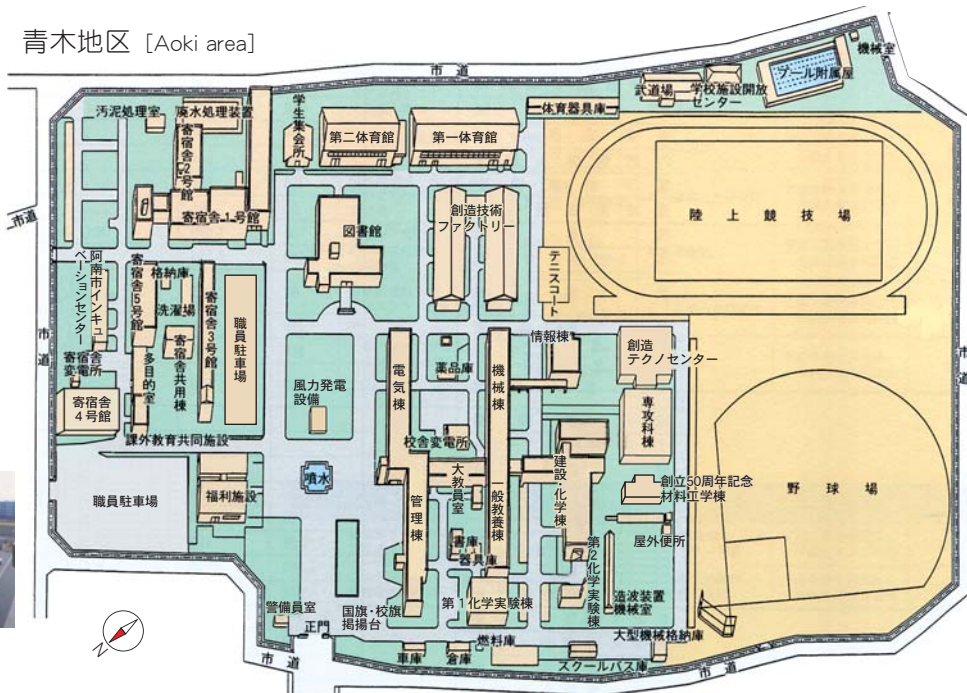 青木地区 [Aoki area]
市道
機械室
プール附属屋
武道場
学校施設開放
センター
体育器具庫
汚泥処理室
廃水処理装置
学生集会所
第二体育館
第一体育館
寄宿舎2号館
寄宿舎1号館
図書館
創造技術
ファクトリー
陸上競技場
市道
阿南市インキュ
ベーションセンター
寄宿舎5号館
格納庫
洗濯場
寄宿舎共用棟
寄宿舎3号館
職員駐車場
テニスコート
市道
寄宿舎
変電所
多目的室
寄宿舎
4号館
課外教育共同施設
風力発電
設備
電気棟
薬品庫
機械棟
情報棟
創造
テクノセンター
専攻科棟
市道
校舎変電所
職員駐車場
福利施設
噴水
管理棟
大教員室
一般教養棟
建設・化学棟
創立50周年記念
材料工学棟
野球場
屋外便所
書庫
器具庫
第2化学実験棟
警備員室
正門
国旗・校旗
掲揚台
第1化学実験棟
造波装置
機械室
大型機械格納庫
燃料庫
車庫
倉庫
スクールバス庫
市道
市道
N